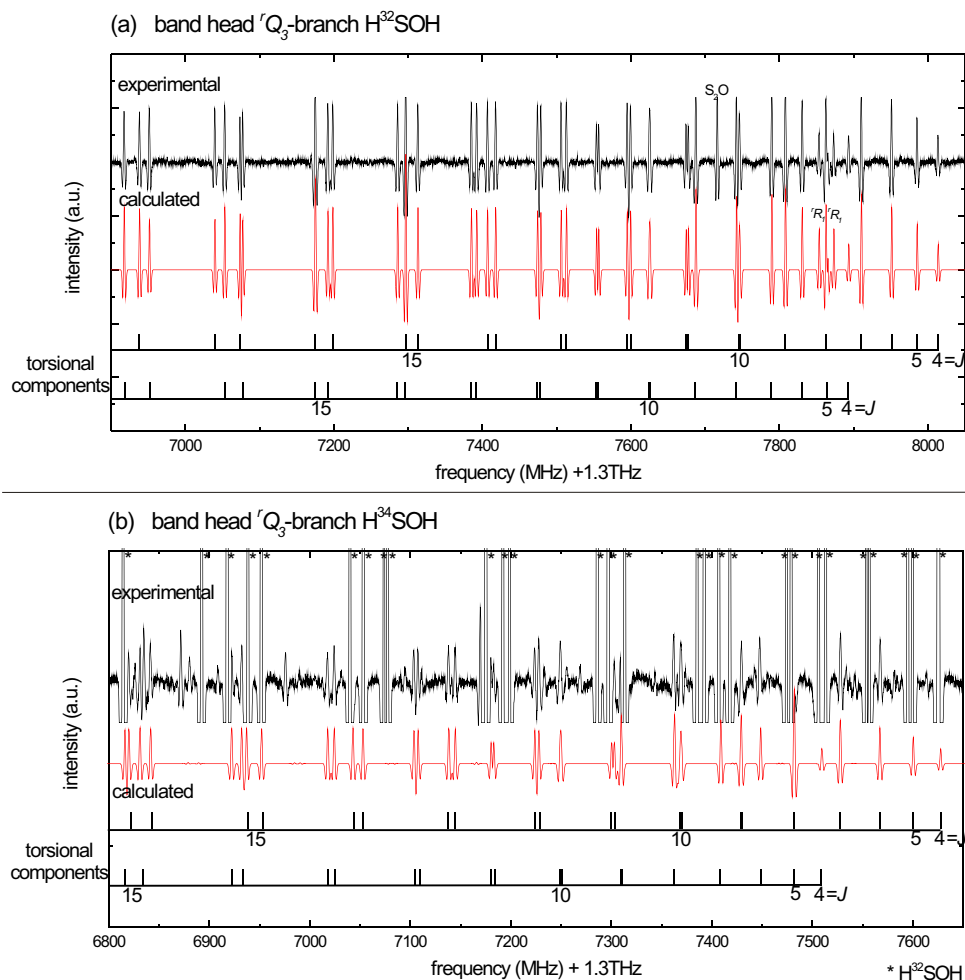 (a) band head ʳQ₃-branch H³²SOH
experimental
S₂O
calculated
ʳR₁ ʳR₁
intensity (a.u.)
15 10 5 4=J
torsional
components
15 10 5 4=J
7000 7200 7400 7600 7800 8000
frequency (MHz) +1.3THz
(b) band head ʳQ₃-branch H³⁴SOH
* * * * * * * * * * * * * * * * * * * * * * * * * *
experimental
intensity (a.u.)
calculated
15 10 5 4=J
torsional
components
15 10 5 4=J
6800 6900 7000 7100 7200 7300 7400 7500 7600
frequency (MHz) + 1.3THz
* H³²SOH